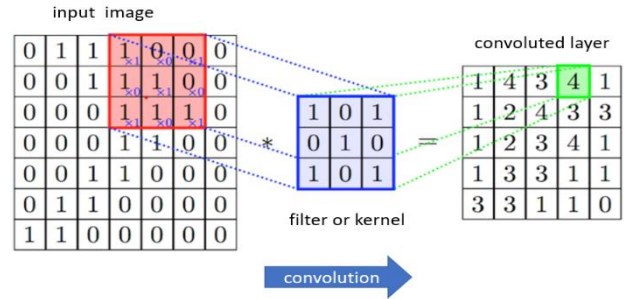 input image
0 1 1 1×1 0×0 0×1 0
0 0 1 1×0 1×1 0×0 0
0 0 0 1×1 1×0 1×1 0
0 0 0 1 1 0 0
0 0 1 1 0 0 0
0 1 1 0 0 0 0
1 1 0 0 0 0 0
*
1 0 1
0 1 0
1 0 1
filter or kernel
=
convoluted layer
1 4 3 4 1
1 2 4 3 3
1 2 3 4 1
1 3 3 1 1
3 3 1 1 0
convolution